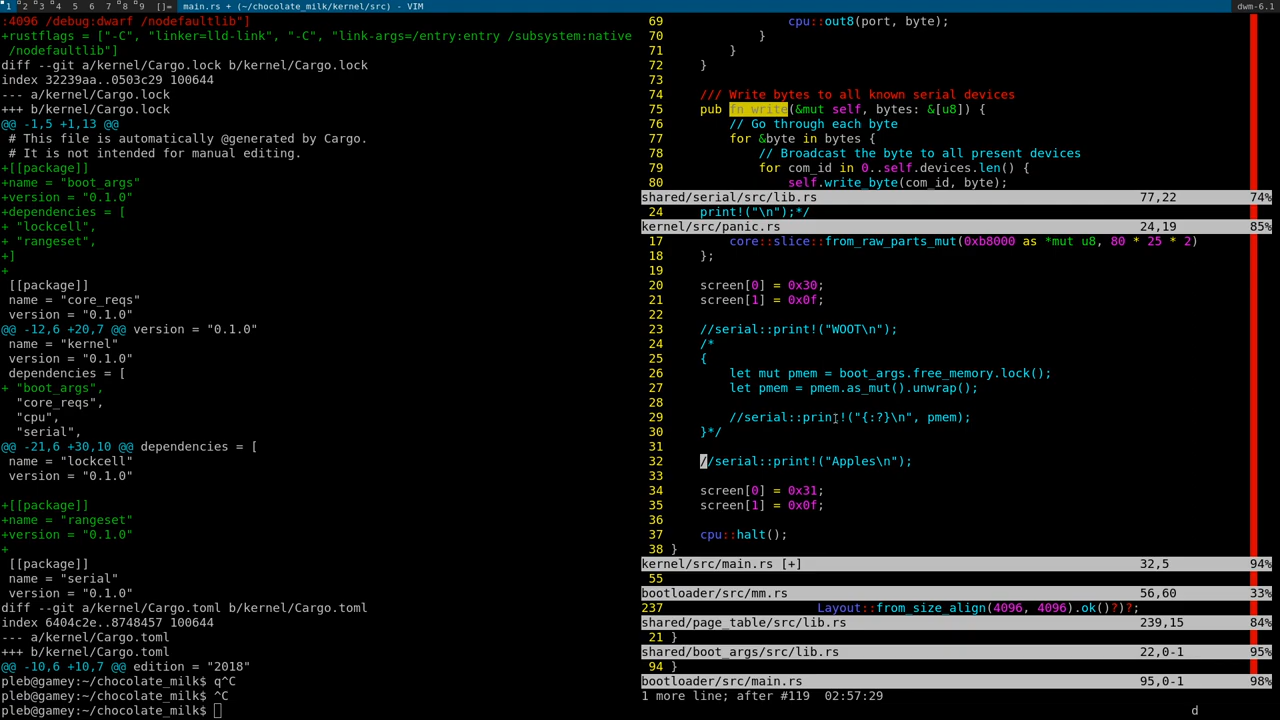 1 2 3 4 5 6 7 8 9 []= main.rs + (~/chocolate_milk/kernel/src) - VIM dwm-6.1
:4096 /debug:dwarf /nodefaultlib"]
+rustflags = ["-C", "linker=lld-link", "-C", "link-args=/entry:entry /subsystem:native
/nodefaultlib"]
diff --git a/kernel/Cargo.lock b/kernel/Cargo.lock
index 32239aa..0503c29 100644
--- a/kernel/Cargo.lock
+++ b/kernel/Cargo.lock
@@ -1,5 +1,13 @@
# This file is automatically @generated by Cargo.
# It is not intended for manual editing.
+[[package]]
+name = "boot_args"
+version = "0.1.0"
+dependencies = [
+ "lockcell",
+ "rangeset",
+]
+
[[package]]
name = "core_reqs"
version = "0.1.0"
@@ -12,6 +20,7 @@ version = "0.1.0"
name = "kernel"
version = "0.1.0"
dependencies = [
+ "boot_args",
"core_reqs",
"cpu",
"serial",
@@ -21,6 +30,10 @@ dependencies = [
name = "lockcell"
version = "0.1.0"
+[[package]]
+name = "rangeset"
+version = "0.1.0"
+
[[package]]
name = "serial"
version = "0.1.0"
diff --git a/kernel/Cargo.toml b/kernel/Cargo.toml
index 6404c2e..8748457 100644
--- a/kernel/Cargo.toml
+++ b/kernel/Cargo.toml
@@ -10,6 +10,7 @@ edition = "2018"
pleb@gamey:~/chocolate_milk$ q^C
pleb@gamey:~/chocolate_milk$ ^C
pleb@gamey:~/chocolate_milk$
69 cpu::out8(port, byte);
70 }
71 }
72 }
73
74 /// Write bytes to all known serial devices
75 pub fn write(&mut self, bytes: &[u8]) {
76 // Go through each byte
77 for &byte in bytes {
78 // Broadcast the byte to all present devices
79 for com_id in 0..self.devices.len() {
80 self.write_byte(com_id, byte);
shared/serial/src/lib.rs 77,22 74%
24 print!("\n");*/
kernel/src/panic.rs 24,19 85%
17 core::slice::from_raw_parts_mut(0xb8000 as *mut u8, 80 * 25 * 2)
18 };
19
20 screen[0] = 0x30;
21 screen[1] = 0x0f;
22
23 //serial::print!("WOOT\n");
24 /*
25 {
26 let mut pmem = boot_args.free_memory.lock();
27 let pmem = pmem.as_mut().unwrap();
28
29 //serial::print!("{:?}\n", pmem);
30 }*/
31
32 //serial::print!("Apples\n");
33
34 screen[0] = 0x31;
35 screen[1] = 0x0f;
36
37 cpu::halt();
38 }
kernel/src/main.rs [+] 32,5 94%
55
bootloader/src/mm.rs 56,60 33%
237 Layout::from_size_align(4096, 4096).ok()?)?;
shared/page_table/src/lib.rs 239,15 84%
21 }
shared/boot_args/src/lib.rs 22,0-1 95%
94 }
bootloader/src/main.rs 95,0-1 98%
1 more line; after #119 02:57:29
d